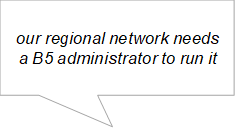 our regional network needs
a B5 administrator to run it